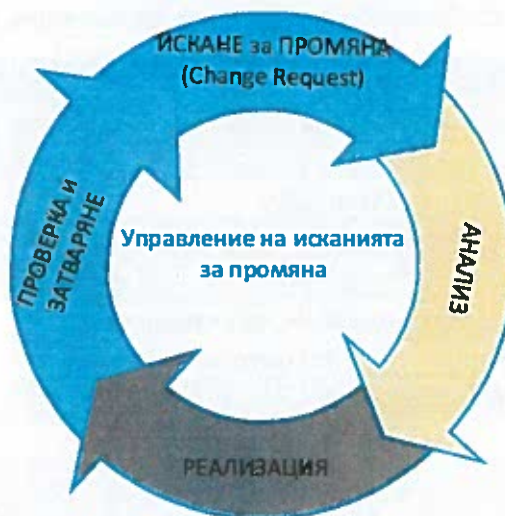 ИСКАНЕ за ПРОМЯНА
(Change Request)
АНАЛИЗ
РЕАЛИЗАЦИЯ
ПРОВЕРКА И
ЗАТВАРЯНЕ
Управление на исканията
за промяна